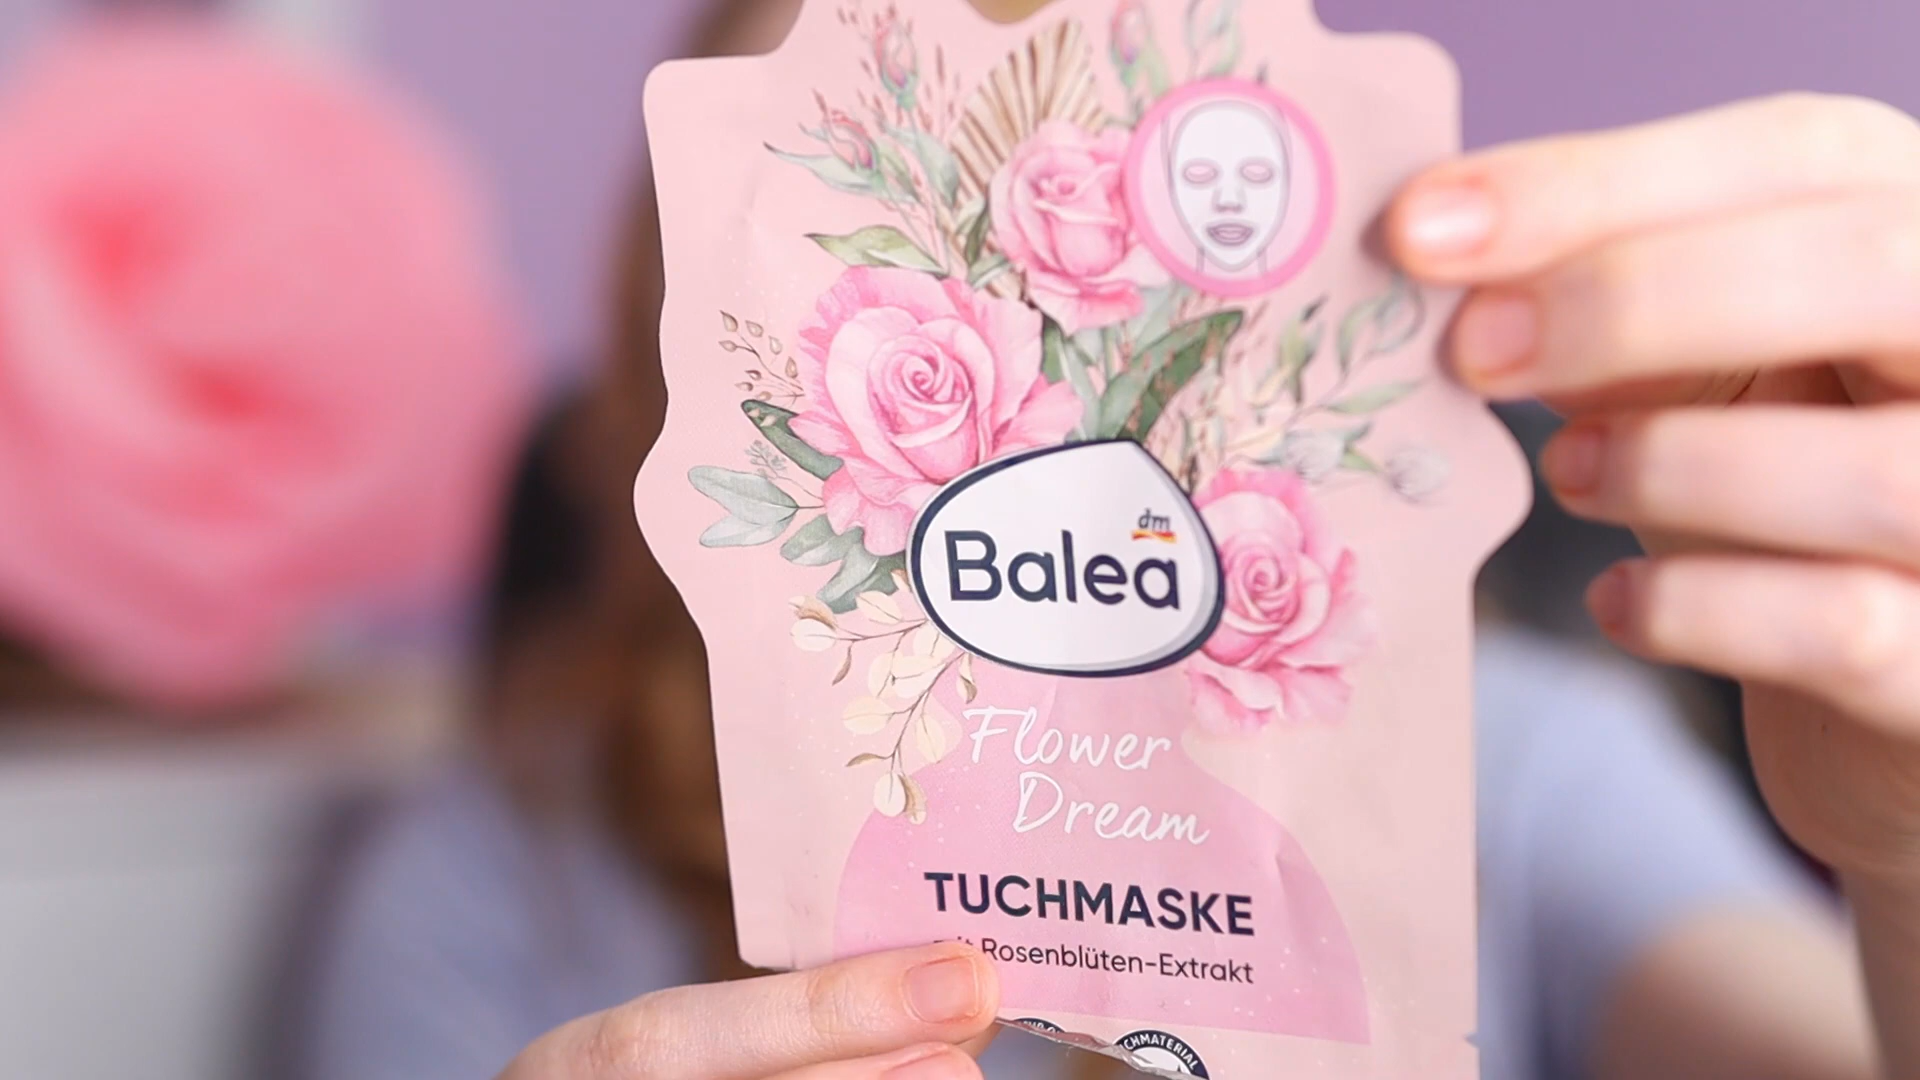 dm
Balea
Flower
Dream
TUCHMASKE
Rosenblüten-Extrakt